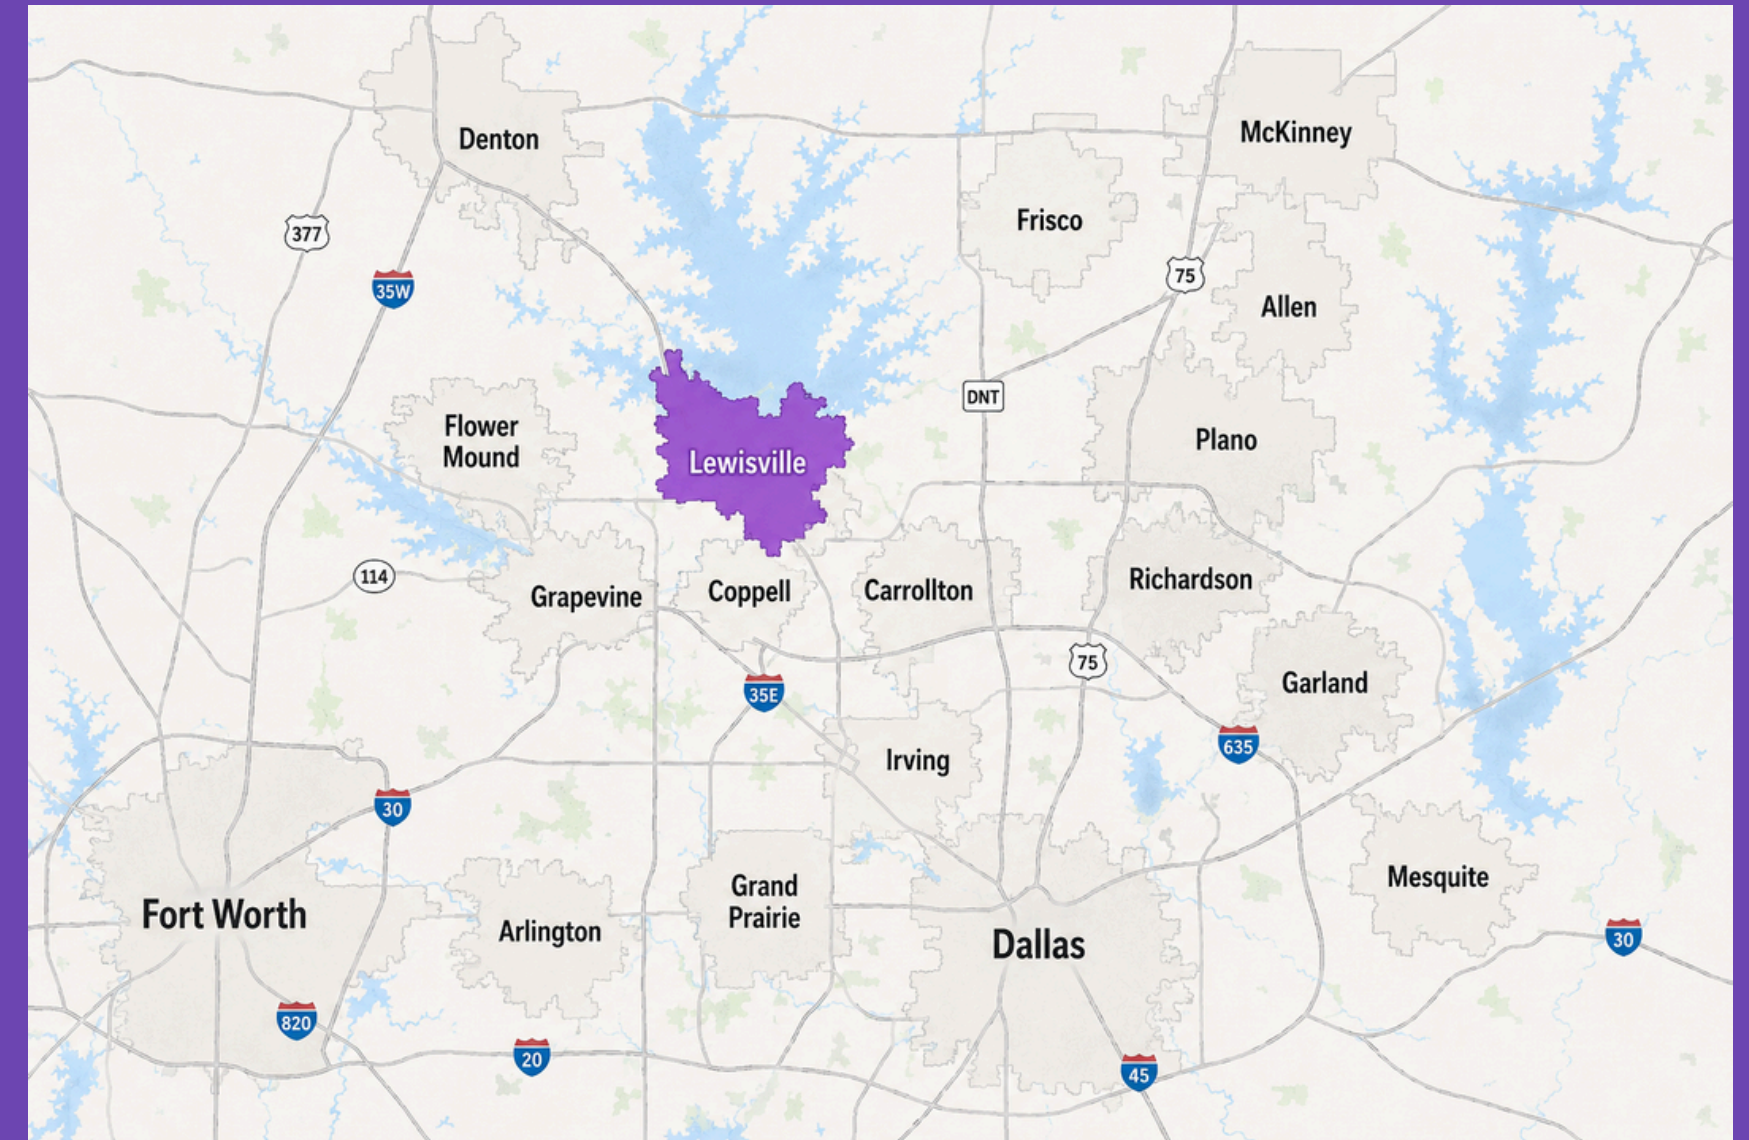 Denton
McKinney
Frisco
377
75
35W
Allen
DNT
Flower
Mound
Plano
Lewisville
114
Grapevine
Coppell
Carrollton
Richardson
75
35E
Garland
635
Irving
30
Grand
Prairie
Mesquite
Fort Worth
Arlington
Dallas
30
820
20
45